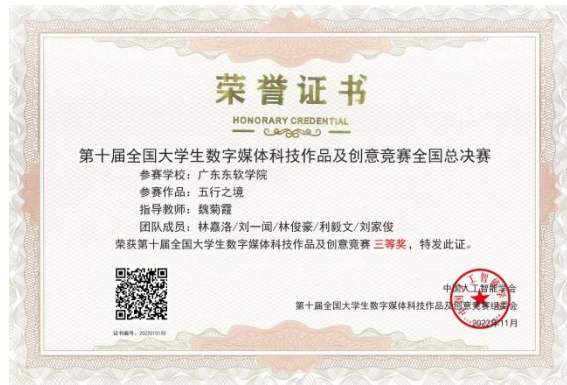 荣誉证书
HONORARY CREDENTIAL
第十届全国大学生数字媒体科技作品及创意竞赛全国总决赛
参赛学校：广东东软学院
参赛作品：五行之境
指导教师：魏菊霞
团队成员：林嘉洛/刘一闻/林俊豪/利毅文/刘家俊
荣获第十届全国大学生数字媒体科技作品及创意竞赛 三等奖，特发此证。
中国人工智能学会
第十届全国大学生数字媒体科技作品及创意竞赛组委会
2022年11月